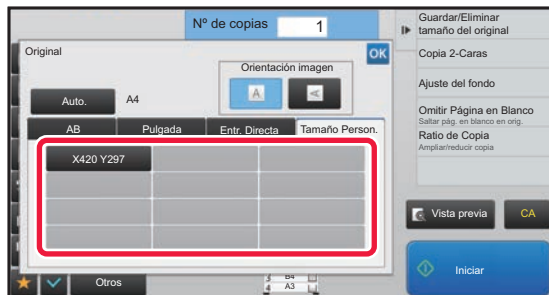 Nº de copias
1
Original
OK
Orientación imagen
A
A
Auto.
A4
AB
Pulgada
Entr. Directa
Tamaño Person.
X420 Y297
Otros
3 B4
4 A3
Guardar/Eliminar
tamaño del original
Copia 2-Caras
Ajuste del fondo
Omitir Página en Blanco
Saltar pág. en blanco en orig.
Ratio de Copia
Ampliar/reducir copia
Vista previa
CA
Iniciar